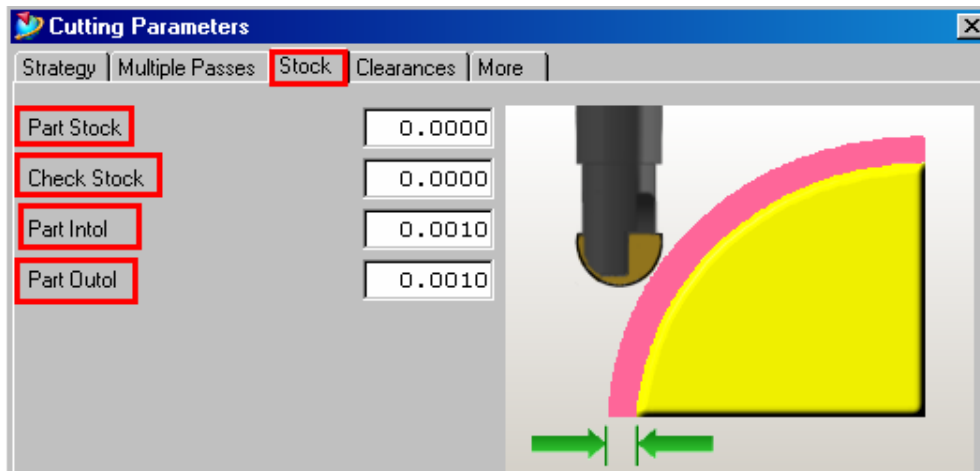 Cutting Parameters
Strategy Multiple Passes Stock Clearances More
Part Stock 0.0000
Check Stock 0.0000
Part Intol 0.0010
Part Outol 0.0010